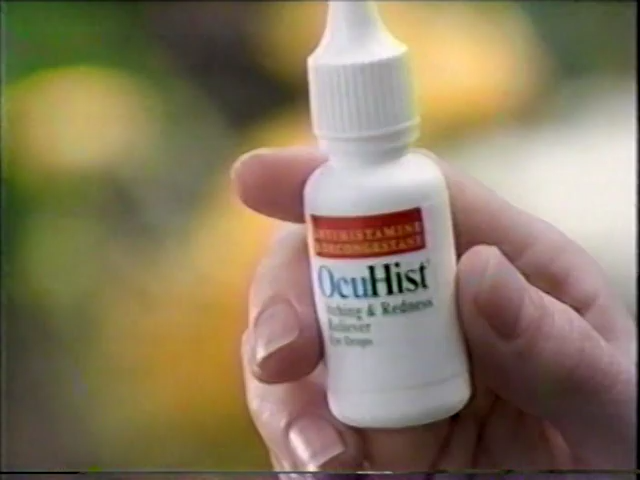 ANTIHISTAMINE
& DECONGESTANT
OcuHist
Itching & Redness
Reliever
Eye Drops